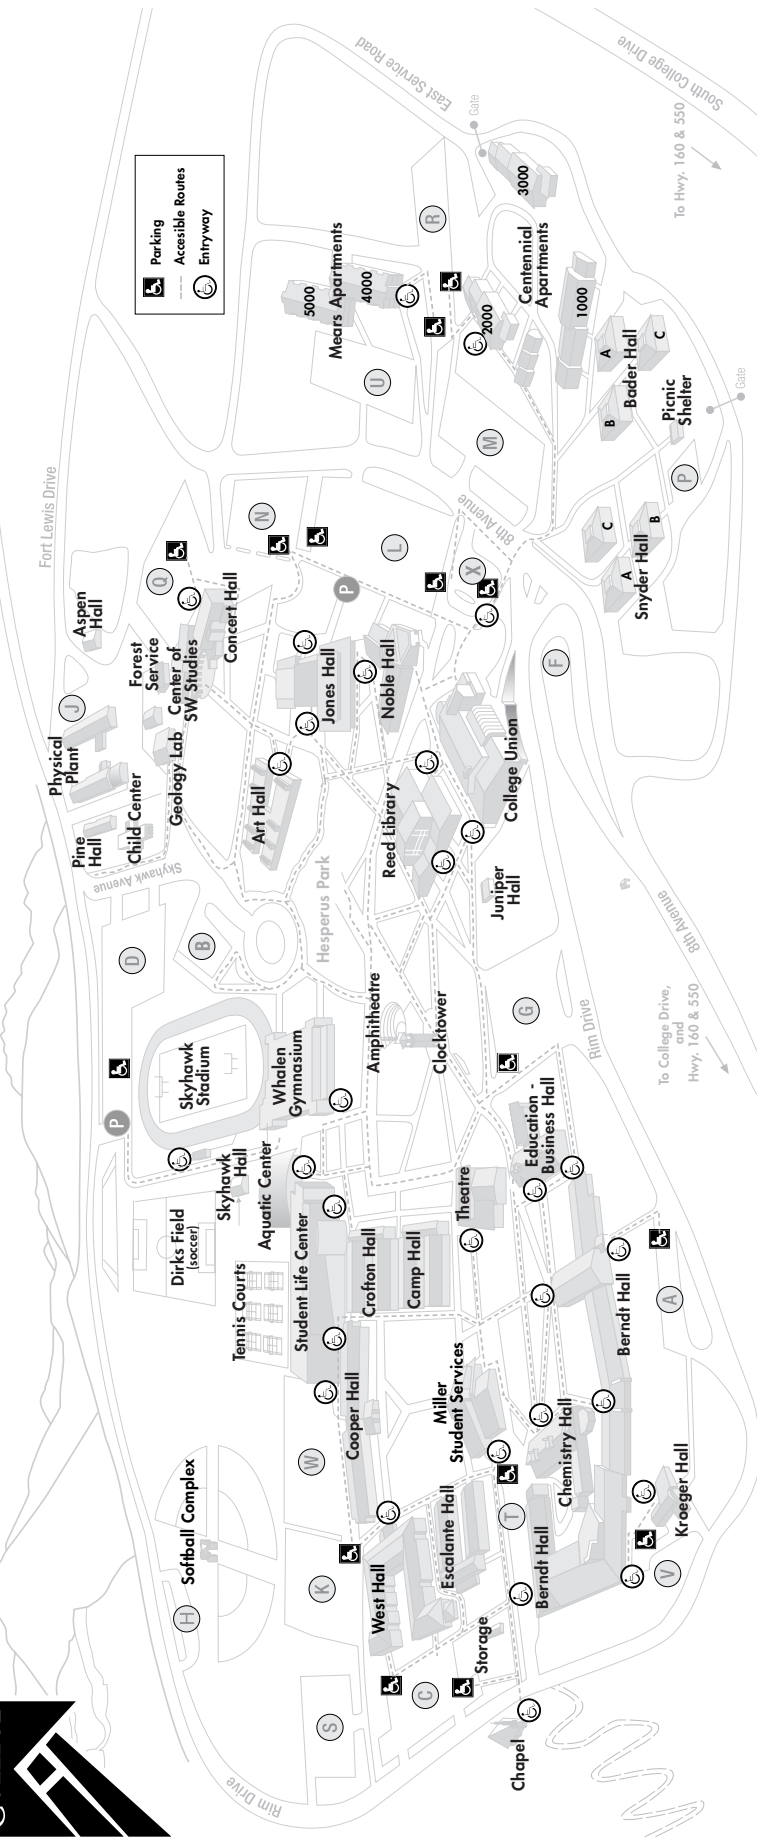 Parking
Accesible Routes
Entryway
East Service Road
South College Drive
Gate
To Hwy. 160 & 550
3000
R
Mears Apartments
5000
4000
Centennial
Apartments
2000
1000
U
M
A
Bader Hall
B
C
Picnic
Shelter
Gate
P
Fort Lewis Drive
N
L
8th Avenue
X
C
B
A
Snyder Hall
Q
Aspen
Hall
Concert Hall
Forest
Service
Center of
SW Studies
P
F
J
Physical
Plant
Jones Hall
Noble Hall
College Union
Geology Lab
Child Center
Pine
Hall
Art Hall
Reed Library
Juniper
Hall
Skyhawk Avenue
Hesperus Park
8th Avenue
D
B
Amphitheatre
Clocktower
G
Rim Drive
To College Drive,
and
Hwy. 160 & 550
Skyhawk
Stadium
Whalen
Gymnasium
P
Skyhawk
Hall
Aquatic Center
Theatre
Education -
Business Hall
Dirks Field
(soccer)
Tennis Courts
Student Life Center
Crofton Hall
Camp Hall
Berndt Hall
A
Cooper Hall
Miller
Student Services
Chemistry Hall
W
Softball Complex
H
K
West Hall
Escalante Hall
T
Berndt Hall
Kroeger Hall
V
Storage
C
S
Chapel
Rim Drive